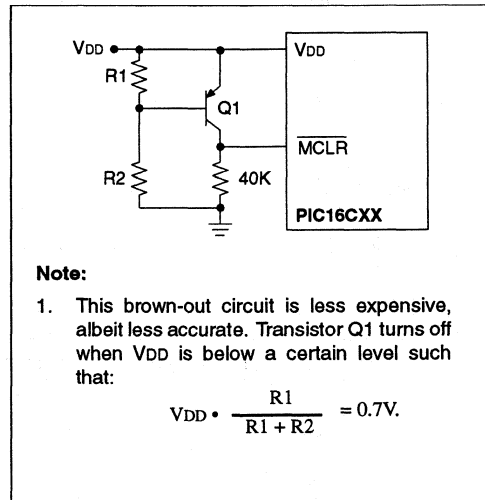 VDD
R1
VDD
Q1
MCLR
R2
40K
PIC16CXX
Note:
1. This brown-out circuit is less expensive,
albeit less accurate. Transistor Q1 turns off
when VDD is below a certain level such
that:
VDD • R1 / R1 + R2 = 0.7V.